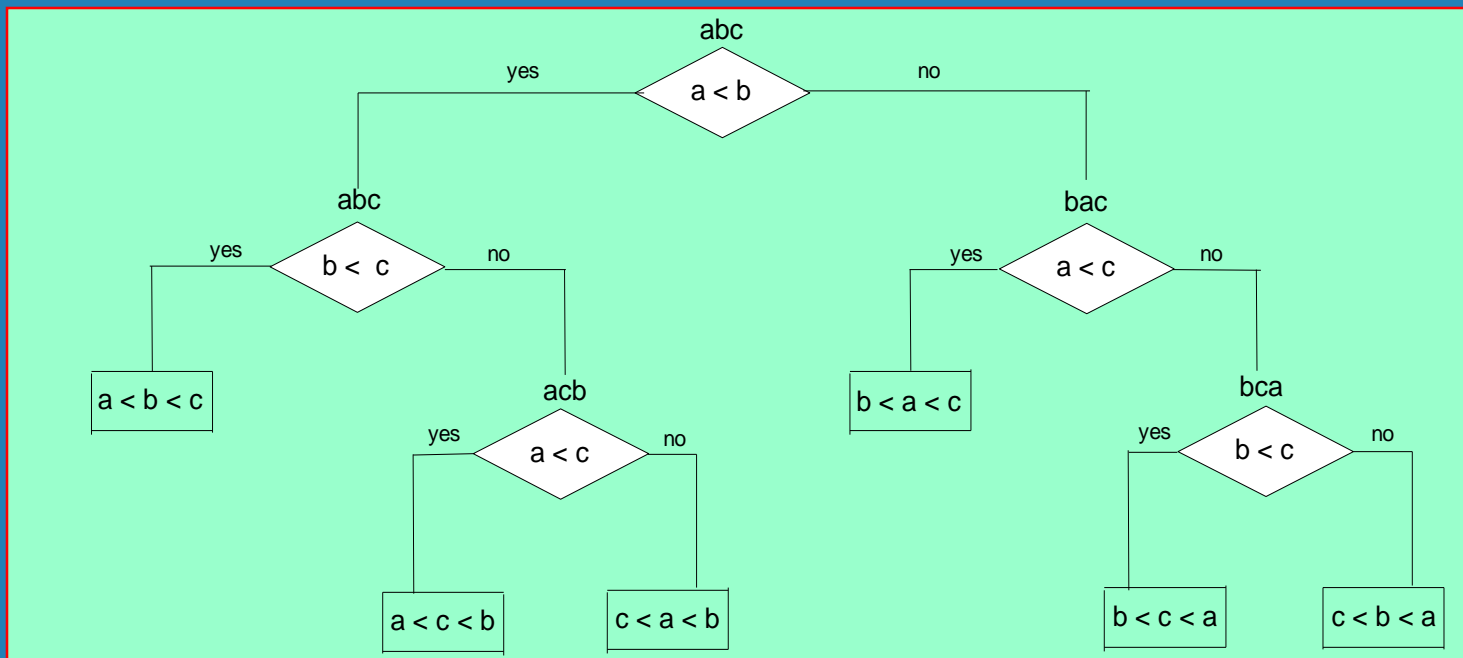 abc
yes
a < b
no
abc
bac
yes
b < c
no
yes
a < c
no
a < b < c
acb
b < a < c
bca
yes
a < c
no
yes
b < c
no
a < c < b
c < a < b
b < c < a
c < b < a